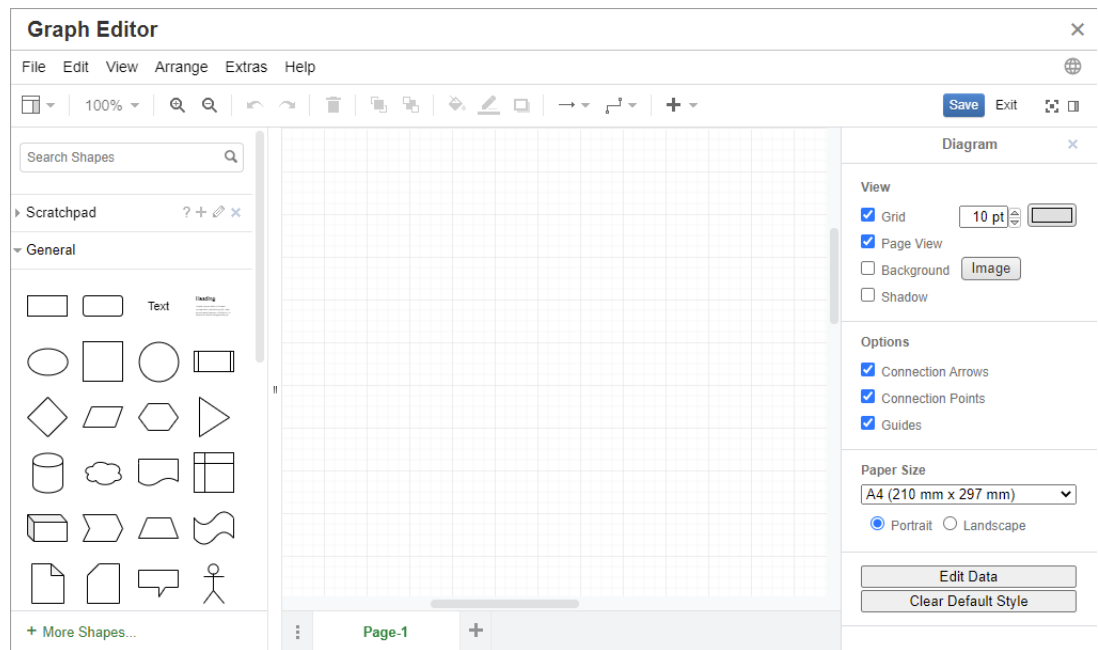 Graph Editor
File Edit View Arrange Extras Help
100%
Save Exit
Search Shapes
Scratchpad ?
General
Text
Heading
+ More Shapes...
Page-1
Diagram
View
Grid 10 pt
Page View
Background Image
Shadow
Options
Connection Arrows
Connection Points
Guides
Paper Size
A4 (210 mm x 297 mm)
Portrait Landscape
Edit Data
Clear Default Style